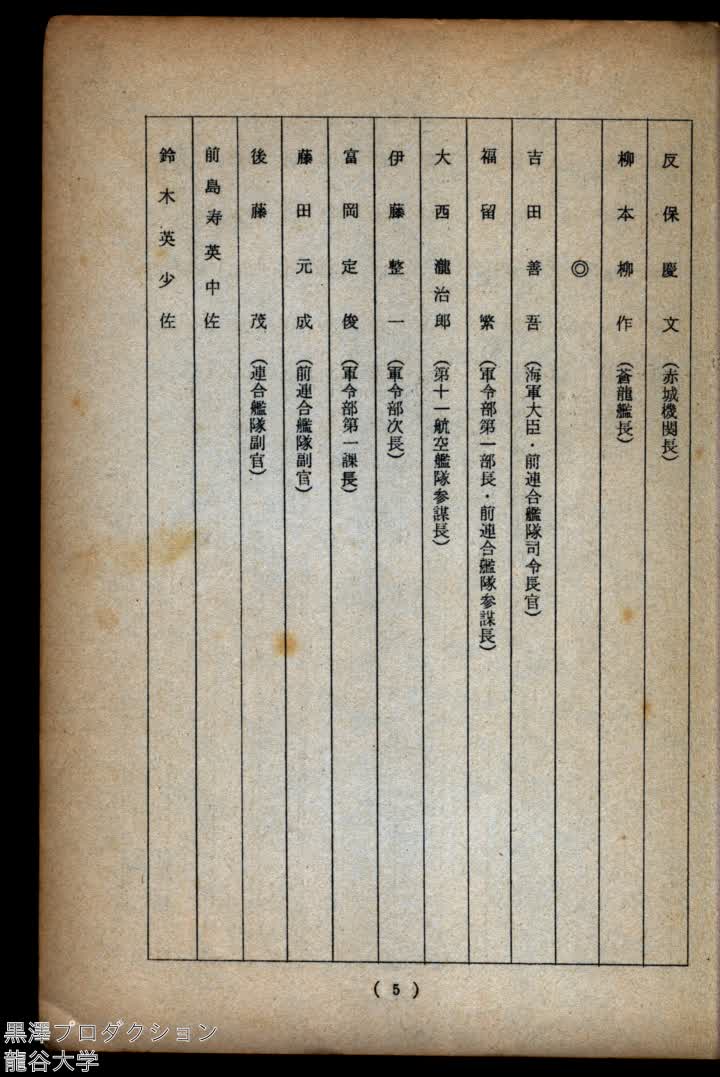 反保慶文（赤城機関長）
柳本柳作（蒼龍艦長）
◎
吉田善吾（海軍大臣・前連合艦隊司令長官）
福留繁（軍令部第一部長・前連合艦隊参謀長）
大西瀧治郎（第十一航空艦隊参謀長）
伊藤整一（軍令部次長）
富岡定俊（軍令部第一課長）
藤田元成（前連合艦隊副官）
後藤茂（連合艦隊副官）
前島寿英中佐
鈴木英少佐
(5)
黒澤プロダクション
龍谷大学